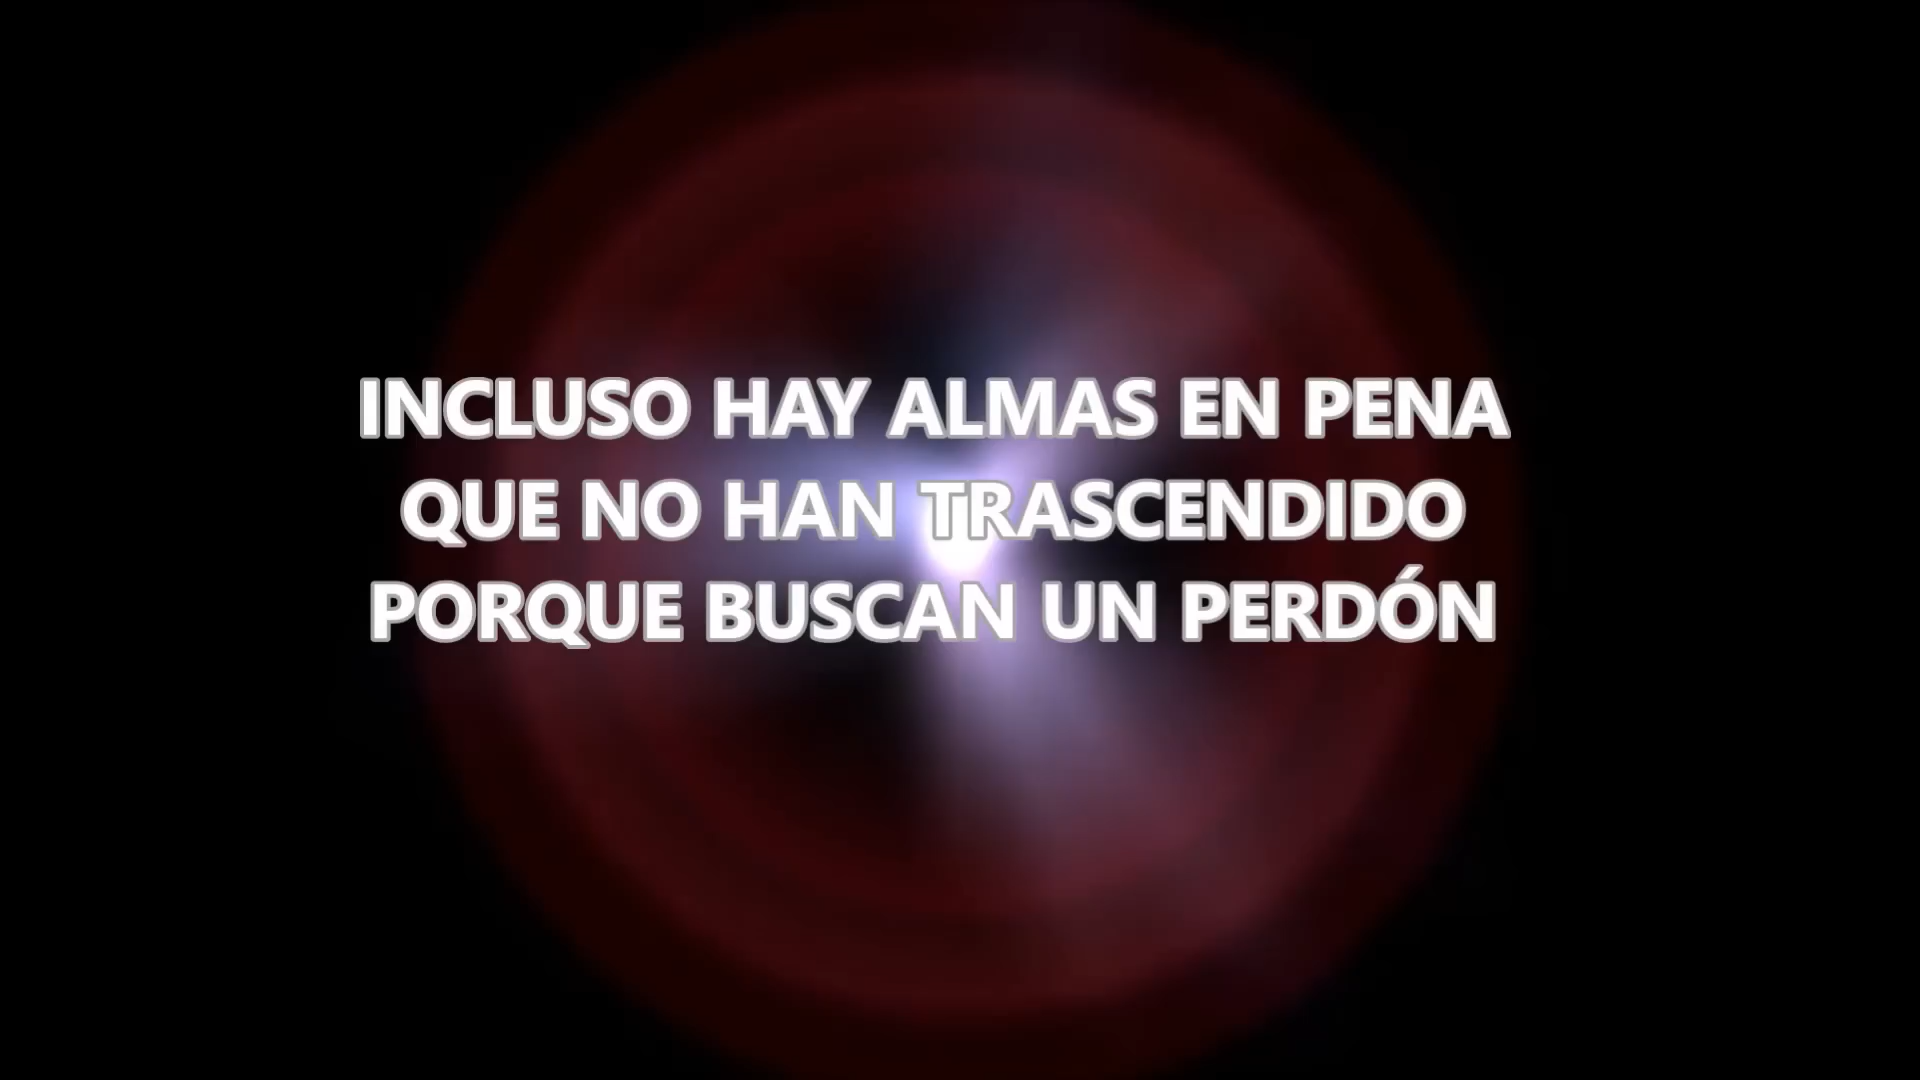 INCLUSO HAY ALMAS EN PENA
QUE NO HAN TRASCENDIDO
PORQUE BUSCAN UN PERDÓN